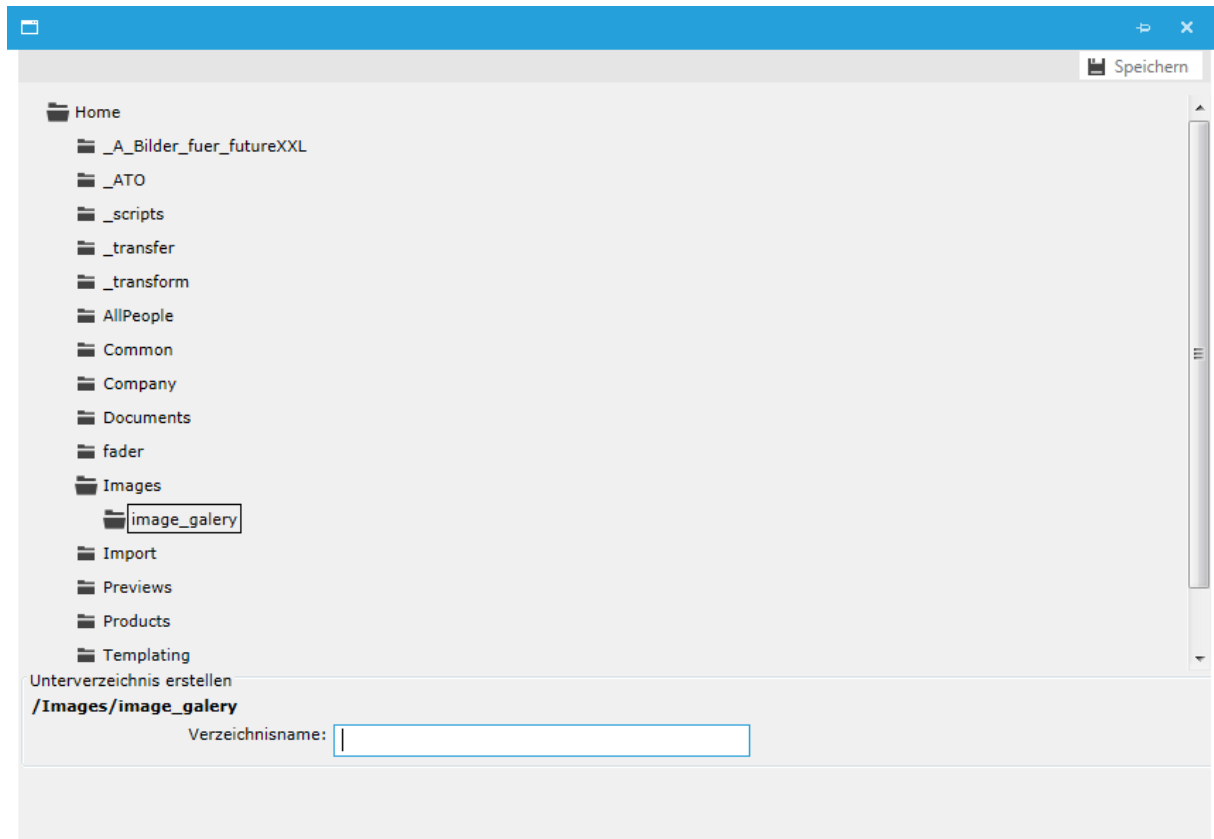 Speichern
Home
_A_Bilder_fuer_futureXXL
_ATO
_scripts
_transfer
_transform
AllPeople
Common
Company
Documents
fader
Images
image_galery
Import
Previews
Products
Templating
Unterverzeichnis erstellen
/Images/image_galery
Verzeichnisname: